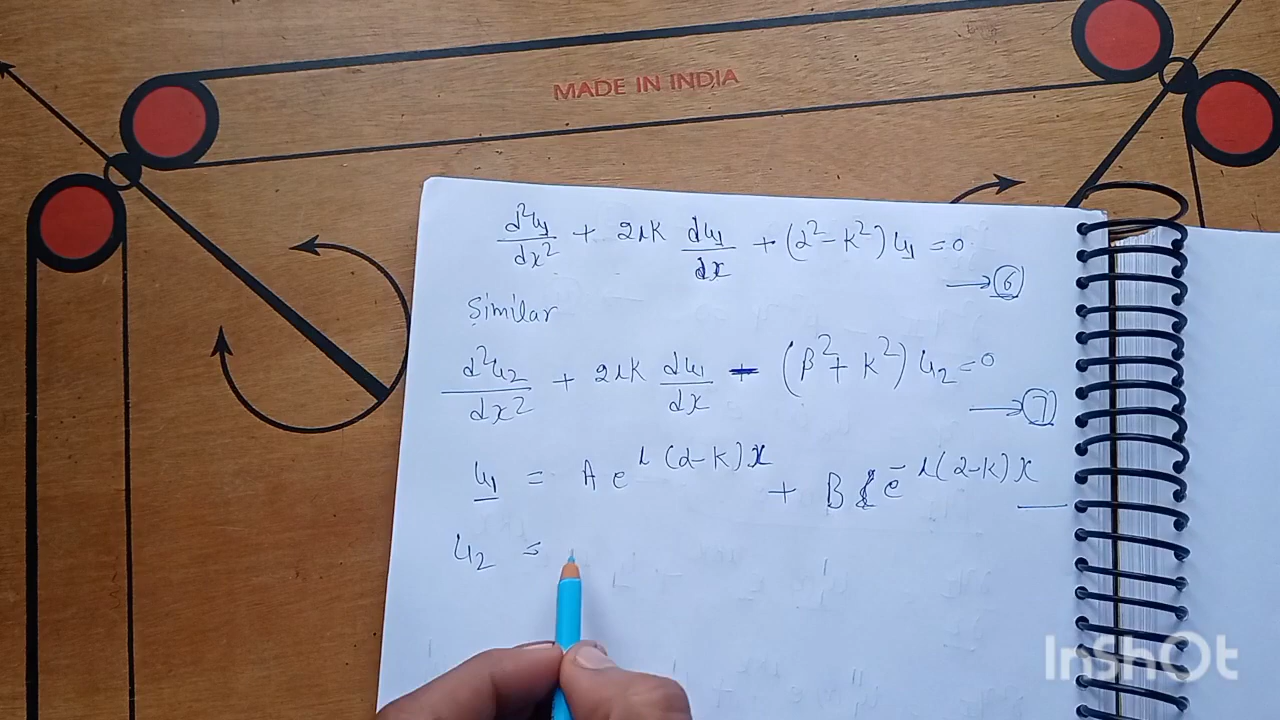 MADE IN INDIA
d²u₁/dx² + 2ik du₁/dx + (α² - k²) u₁ = 0
→ ⑥
Similar
d²u₂/dx² + 2ik du₁/dx - (β² + k²) u₂ = 0
→ ⑦
u₁ = A e^{i(α-k)x} + B e^{-i(α-k)x}
u₂ =
InShOt